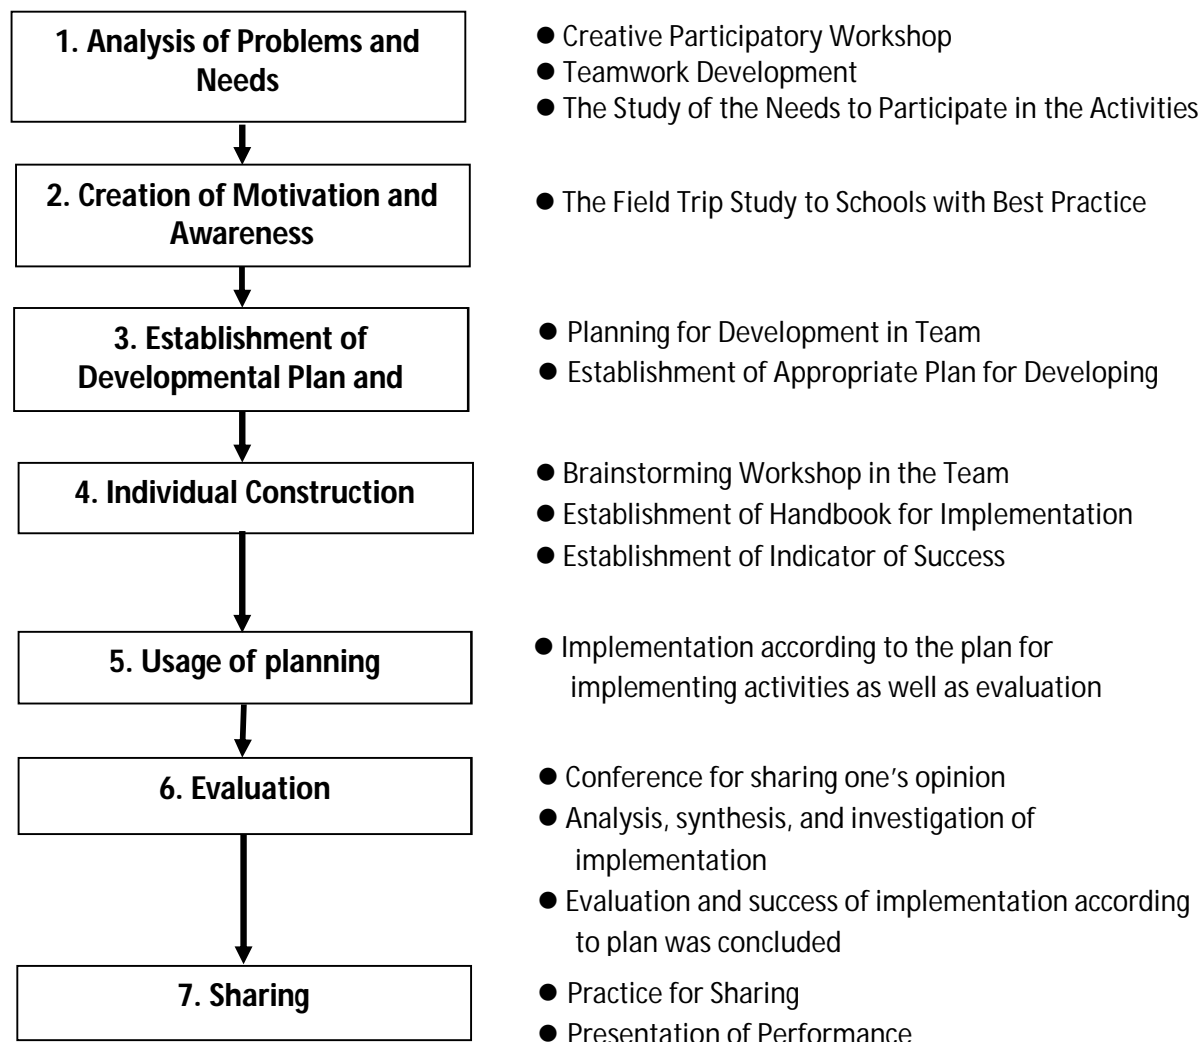 1. Analysis of Problems and
Needs
● Creative Participatory Workshop
● Teamwork Development
● The Study of the Needs to Participate in the Activities
2. Creation of Motivation and
Awareness
● The Field Trip Study to Schools with Best Practice
3. Establishment of
Developmental Plan and
● Planning for Development in Team
● Establishment of Appropriate Plan for Developing
4. Individual Construction
● Brainstorming Workshop in the Team
● Establishment of Handbook for Implementation
● Establishment of Indicator of Success
5. Usage of planning
● Implementation according to the plan for
implementing activities as well as evaluation
6. Evaluation
● Conference for sharing one’s opinion
● Analysis, synthesis, and investigation of
implementation
● Evaluation and success of implementation according
to plan was concluded
7. Sharing
● Practice for Sharing
● Presentation of Performance